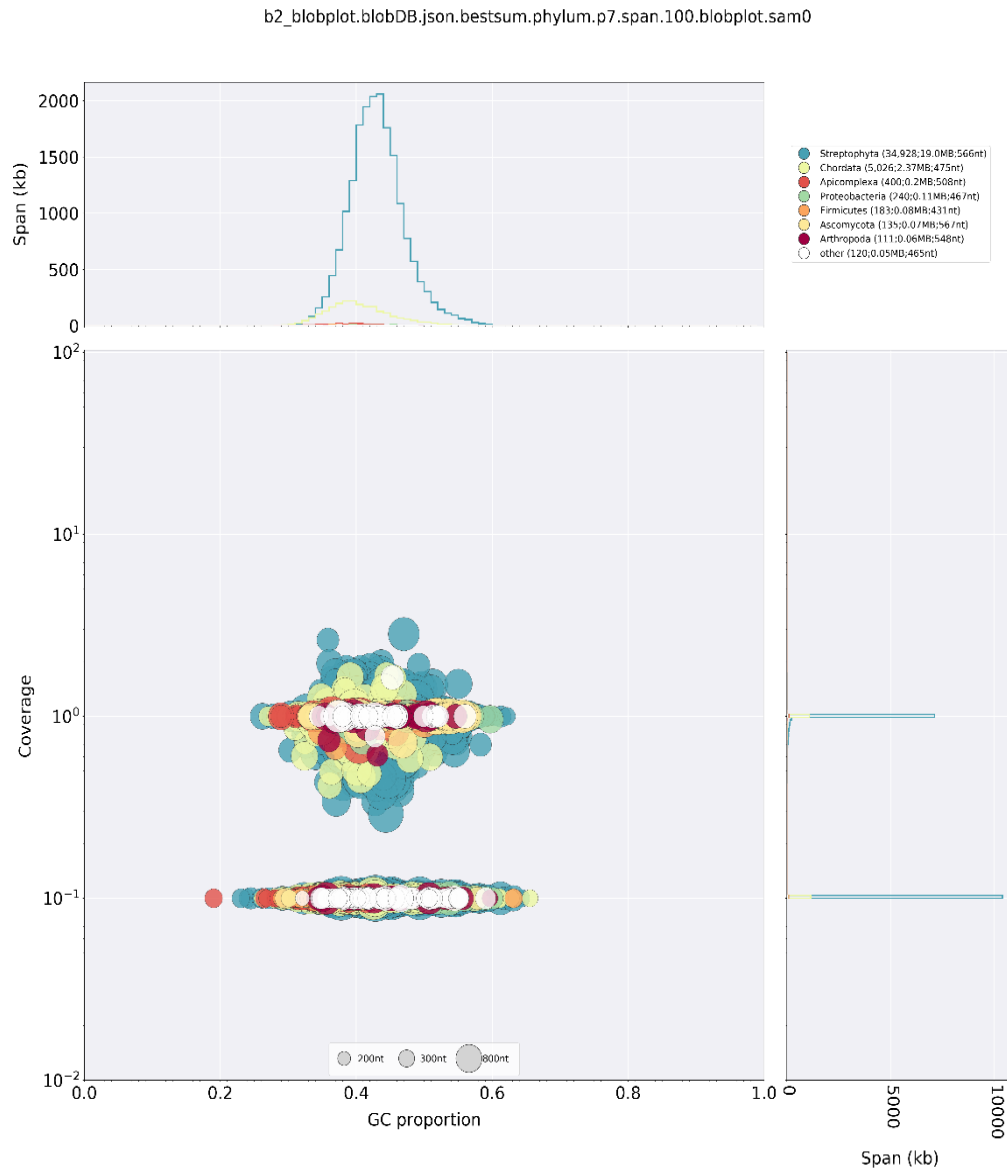 b2_blobplot.blobDB.json.bestsum.phylum.p7.span.100.blobplot.sam0
2000
1500
1000
500
0
Span (kb)
Streptophyta (34,928;19.0MB;566nt)
Chordata (5,026;2.37MB;475nt)
Apicomplexa (400;0.2MB;508nt)
Proteobacteria (240;0.11MB;467nt)
Firmicutes (183;0.08MB;431nt)
Ascomycota (135;0.07MB;567nt)
Arthropoda (111;0.06MB;548nt)
other (120;0.05MB;465nt)
10²
10¹
10⁰
10⁻¹
10⁻²
Coverage
200nt 300nt 800nt
0.0 0.2 0.4 0.6 0.8 1.0
GC proportion
0 5000 10000
Span (kb)